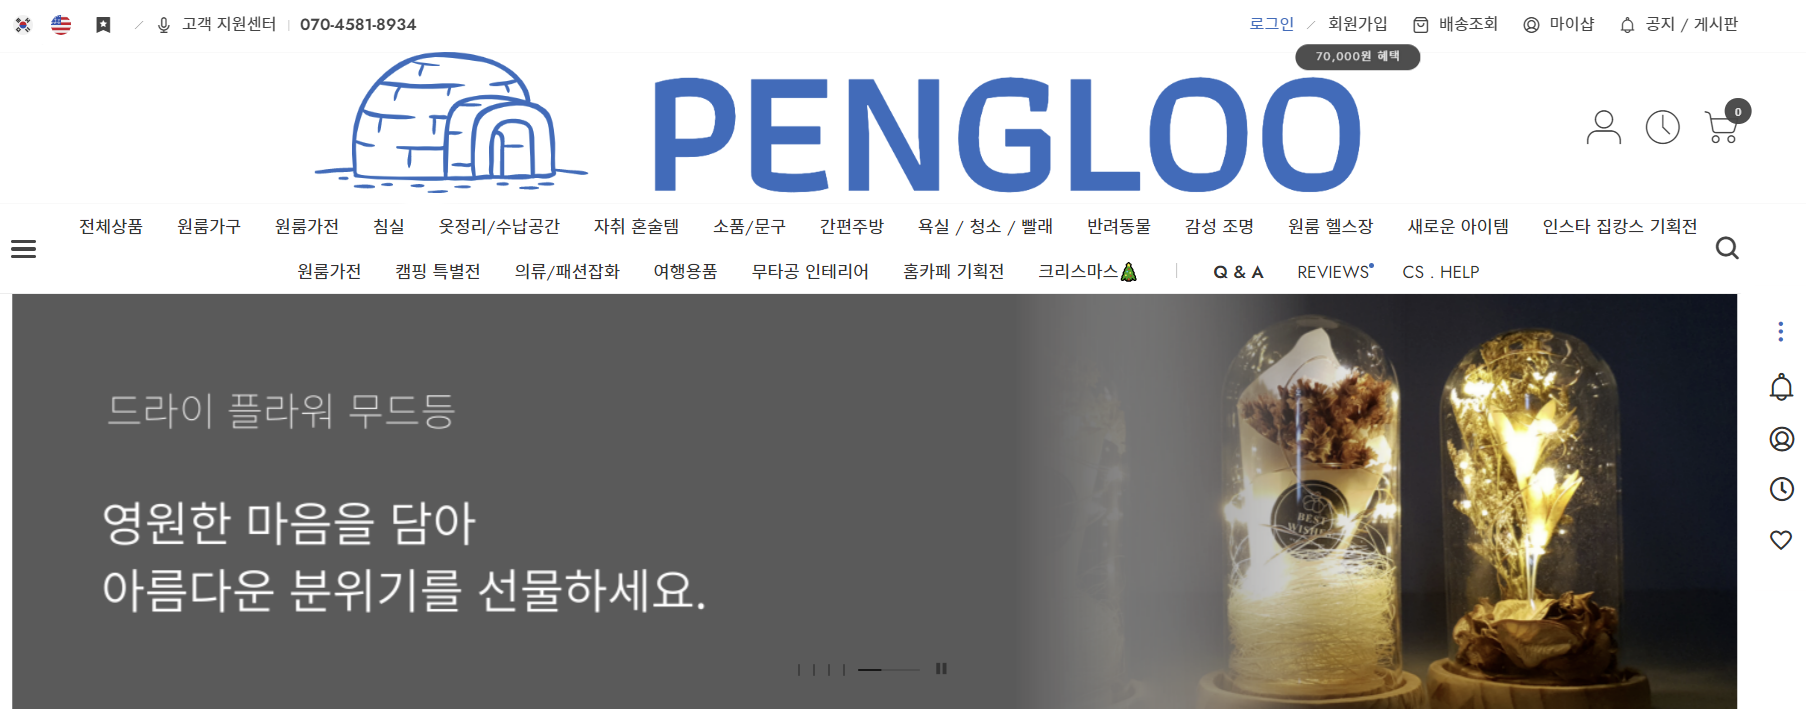 고객 지원센터 070-4581-8934 로그인 회원가입 배송조회 마이샵 공지 / 게시판
70,000원 혜택
PENGLOO
0
전체상품 원룸가구 원룸가전 침실 옷정리/수납공간 자취 혼술템 소품/문구 간편주방 욕실 / 청소 / 빨래 반려동물 감성 조명 원룸 헬스장 새로운 아이템 인스타 집캉스 기획전
원룸가전 캠핑 특별전 의류/패션잡화 여행용품 무타공 인테리어 홈카페 기획전 크리스마스🎄 Q & A REVIEWS CS . HELP
드라이 플라워 무드등
영원한 마음을 담아
아름다운 분위기를 선물하세요.
BEST
WISHES